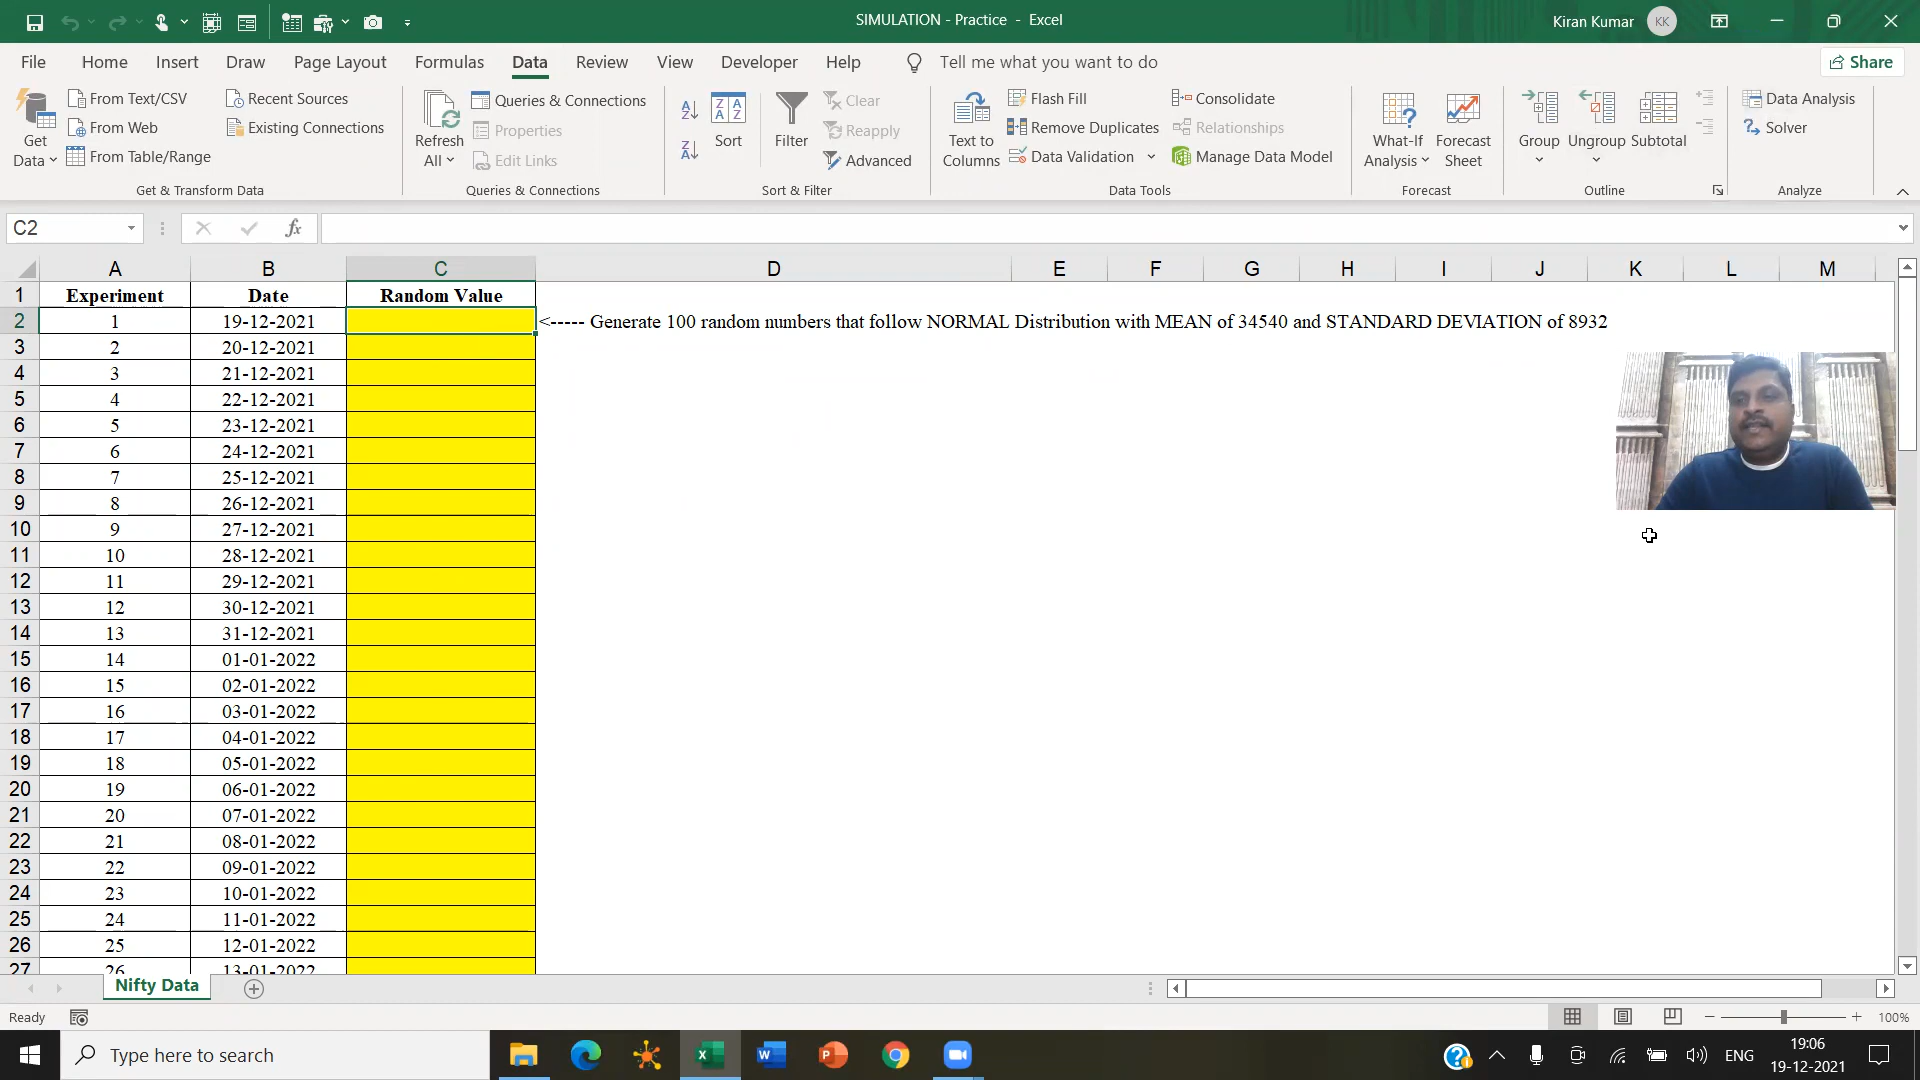 SIMULATION - Practice - Excel
Kiran Kumar
KK
File
Home
Insert
Draw
Page Layout
Formulas
Data
Review
View
Developer
Help
Tell me what you want to do
Share
Get Data
From Text/CSV
From Web
From Table/Range
Recent Sources
Existing Connections
Get & Transform Data
Refresh All
Queries & Connections
Properties
Edit Links
Queries & Connections
Sort
Filter
Clear
Reapply
Advanced
Sort & Filter
Text to Columns
Flash Fill
Remove Duplicates
Data Validation
Consolidate
Relationships
Manage Data Model
Data Tools
What-If Analysis
Forecast Sheet
Forecast
Group
Ungroup
Subtotal
Outline
Data Analysis
Solver
Analyze
C2
fx
A B C D E F G H I J K L M
1 Experiment Date Random Value
2 1 19-12-2021 <----- Generate 100 random numbers that follow NORMAL Distribution with MEAN of 34540 and STANDARD DEVIATION of 8932
3 2 20-12-2021
4 3 21-12-2021
5 4 22-12-2021
6 5 23-12-2021
7 6 24-12-2021
8 7 25-12-2021
9 8 26-12-2021
10 9 27-12-2021
11 10 28-12-2021
12 11 29-12-2021
13 12 30-12-2021
14 13 31-12-2021
15 14 01-01-2022
16 15 02-01-2022
17 16 03-01-2022
18 17 04-01-2022
19 18 05-01-2022
20 19 06-01-2022
21 20 07-01-2022
22 21 08-01-2022
23 22 09-01-2022
24 23 10-01-2022
25 24 11-01-2022
26 25 12-01-2022
27 26 13-01-2022
Nifty Data
Ready
100%
Type here to search
ENG
19:06
19-12-2021